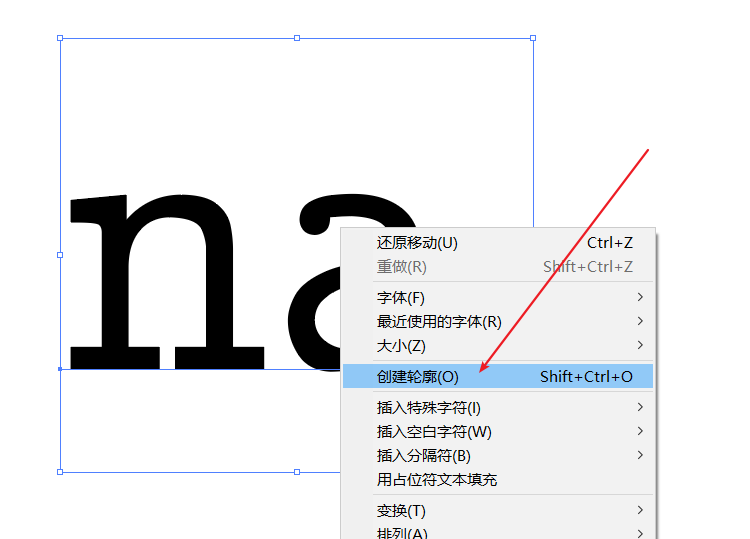 na
还原移动(U) Ctrl+Z
重做(R) Shift+Ctrl+Z
字体(F)
最近使用的字体(R)
大小(Z)
创建轮廓(O) Shift+Ctrl+O
插入特殊字符(I)
插入空白字符(W)
插入分隔符(B)
用占位符文本填充
变换(T)
排列(A)